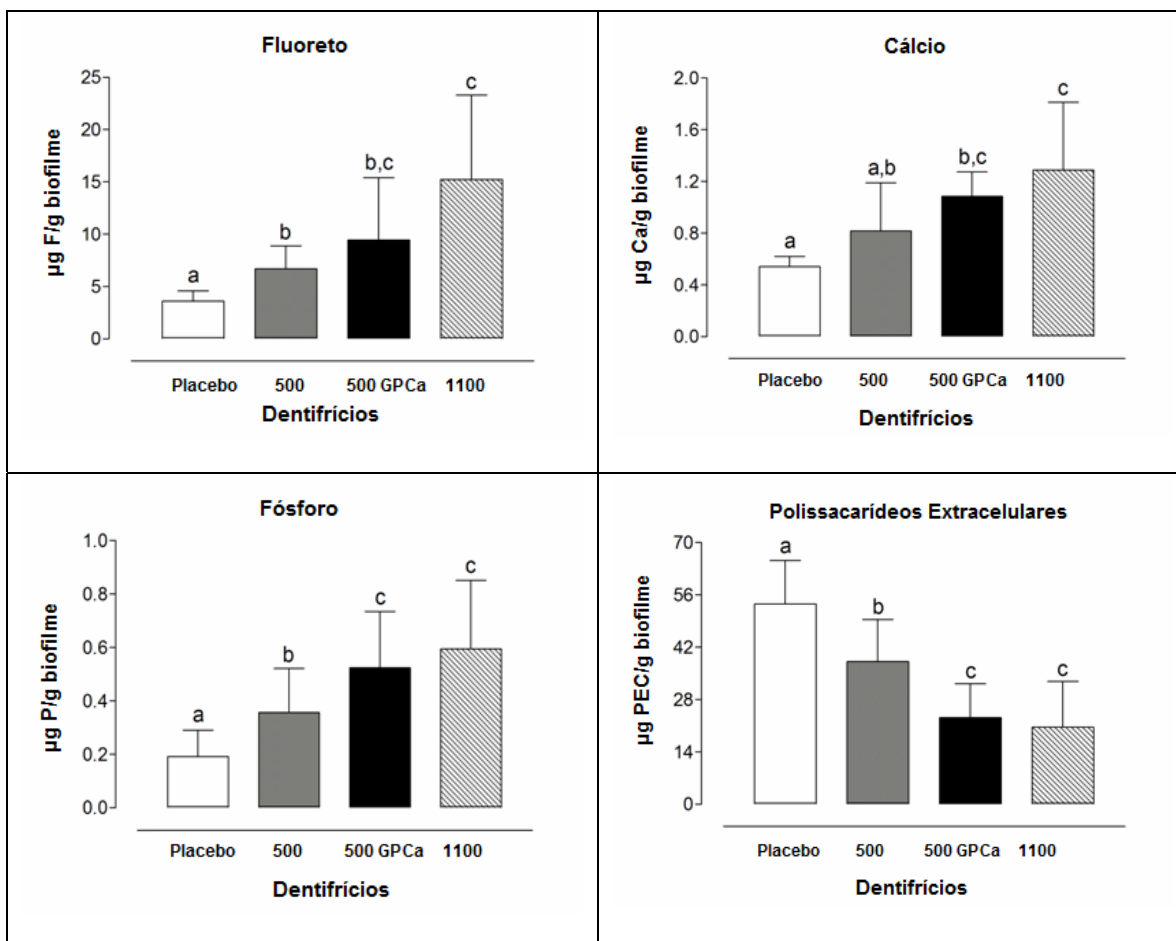 Fluoreto
µg F/g biofilme
25
20
15
10
5
0
a
b
b,c
c
Placebo 500 500 GPCa 1100
Dentifrícios
Cálcio
µg Ca/g biofilme
2.0
1.6
1.2
0.8
0.4
0.0
a
a,b
b,c
c
Placebo 500 500 GPCa 1100
Dentifrícios
Fósforo
µg P/g biofilme
1.0
0.8
0.6
0.4
0.2
0.0
a
b
c
c
Placebo 500 500 GPCa 1100
Dentifrícios
Polissacarídeos Extracelulares
µg PEC/g biofilme
70
56
42
28
14
0
a
b
c
c
Placebo 500 500 GPCa 1100
Dentifrícios